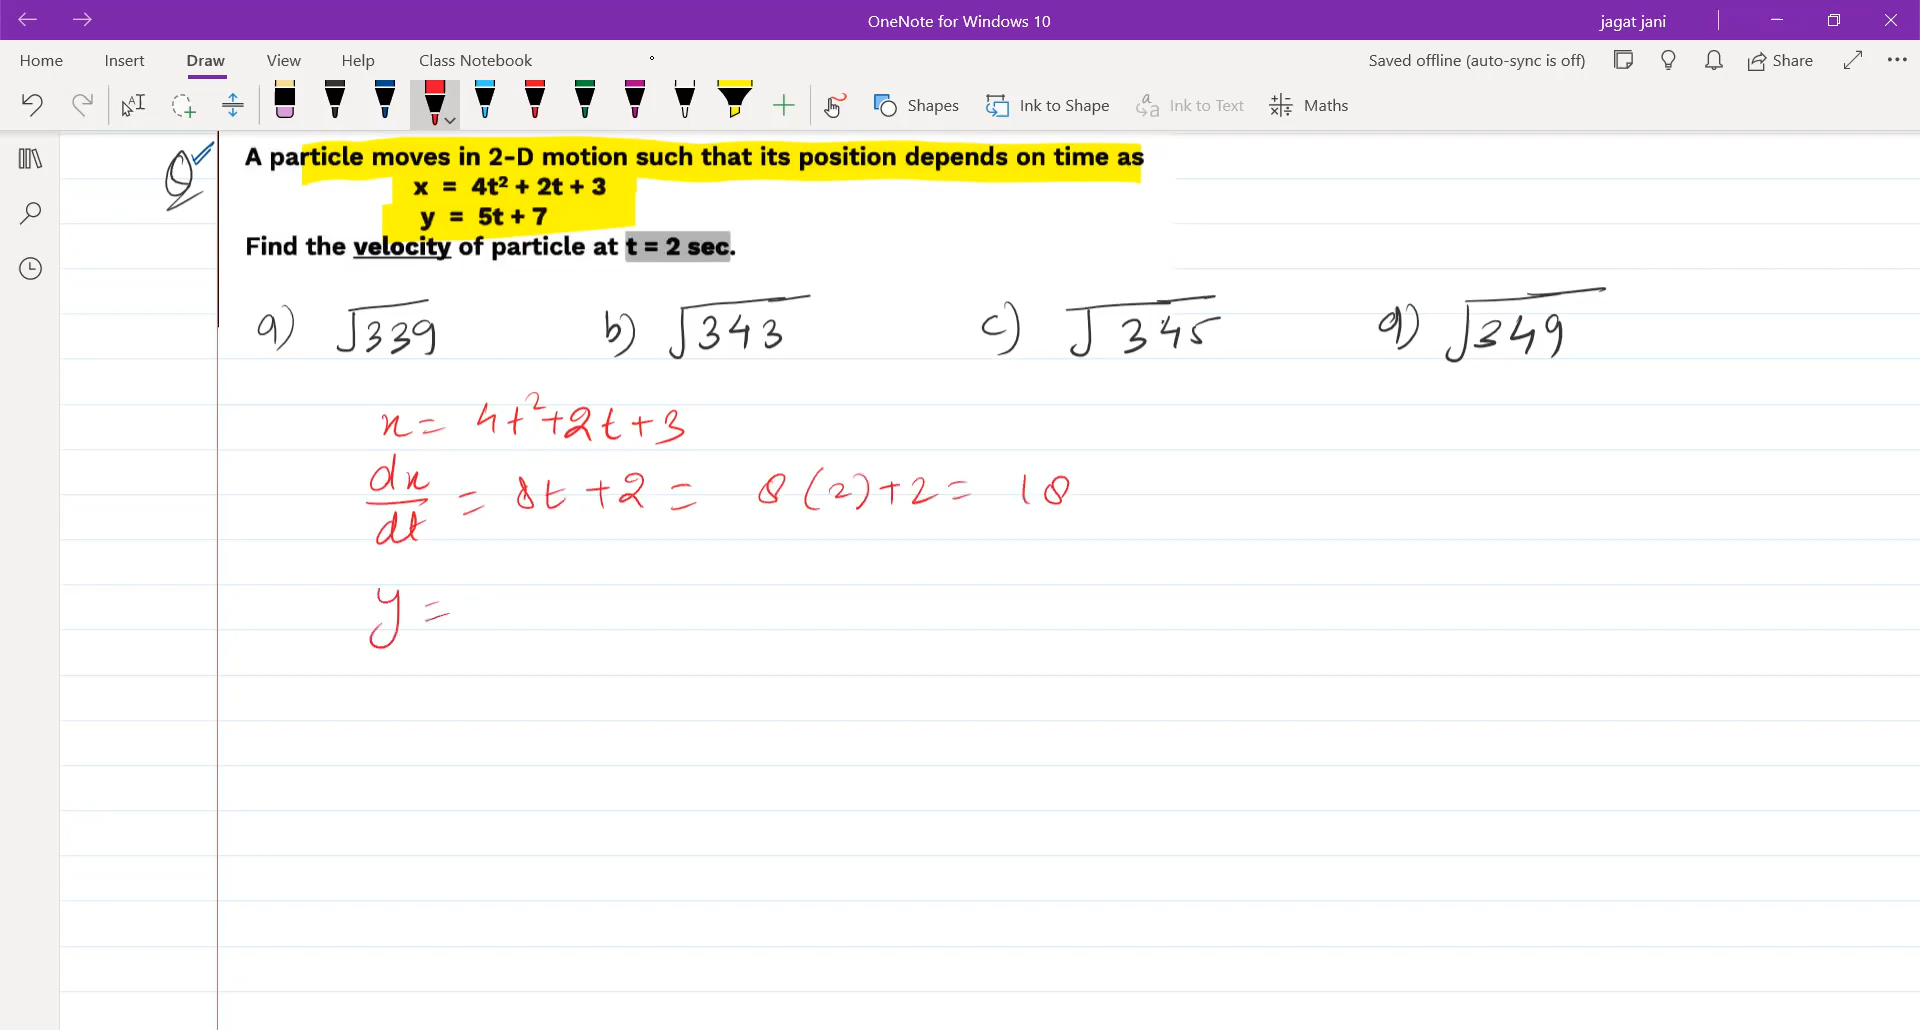 OneNote for Windows 10
jagat jani
Home Insert Draw View Help Class Notebook
Saved offline (auto-sync is off) Share
Shapes Ink to Shape Ink to Text Maths
Q
A particle moves in 2-D motion such that its position depends on time as
x = 4t² + 2t + 3
y = 5t + 7
Find the velocity of particle at t = 2 sec.
a) √339 b) √343 c) √345 d) √349
x = 4t²+2t+3
dx/dt = 8t+2 = 8(2)+2 = 18
y =